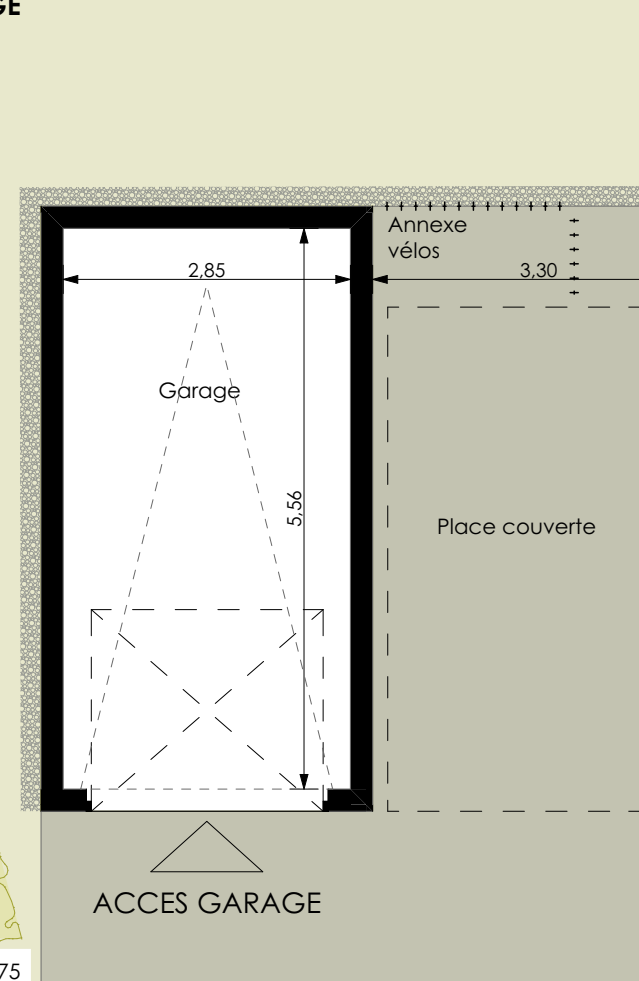 GE
Annexe
vélos
2,85
3,30
Garage
5,56
Place couverte
ACCES GARAGE
75